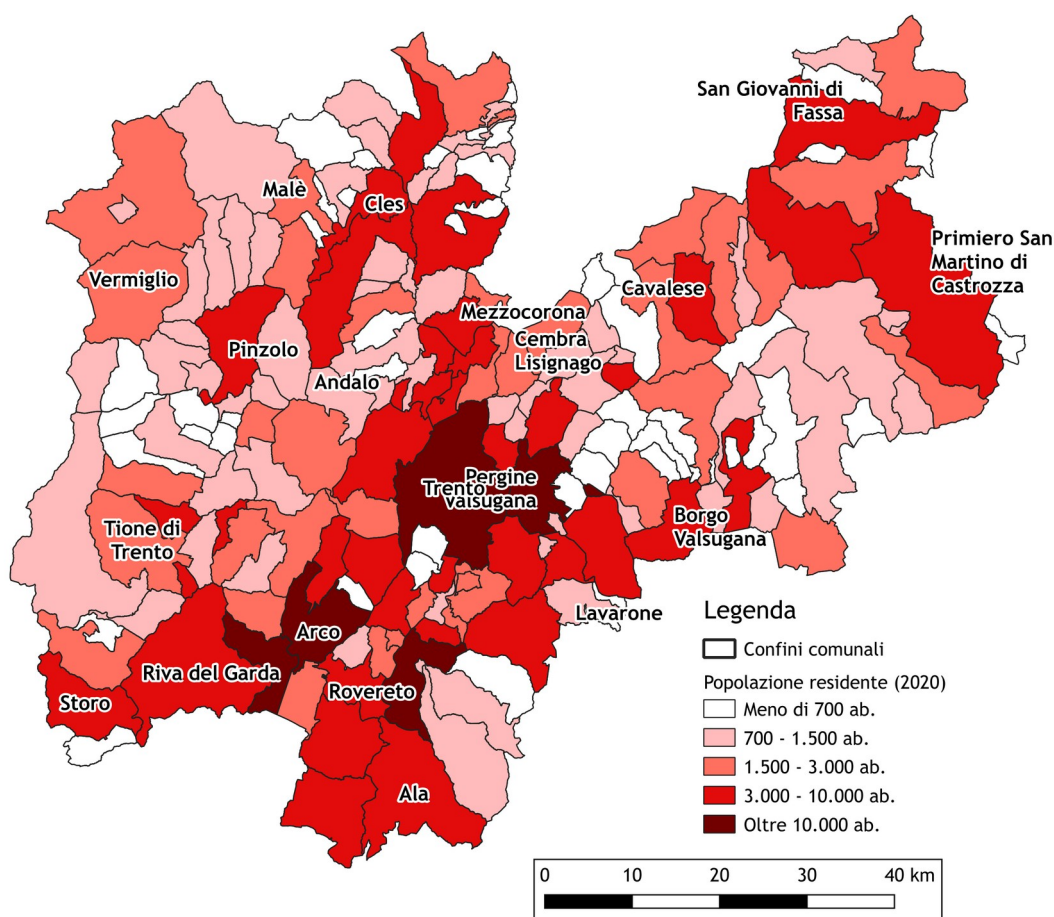 San Giovanni di
Fassa
Malè
Cles
Primiero San
Martino di
Castrozza
Vermiglio
Cavalese
Mezzocorona
Pinzolo
Cembra
Lisignago
Andalo
Pergine
Trento
Valsugana
Tione di
Trento
Borgo
Valsugana
Lavarone
Arco
Riva del Garda
Rovereto
Storo
Ala
Legenda
Confini comunali
Popolazione residente (2020)
Meno di 700 ab.
700 - 1.500 ab.
1.500 - 3.000 ab.
3.000 - 10.000 ab.
Oltre 10.000 ab.
0 10 20 30 40 km